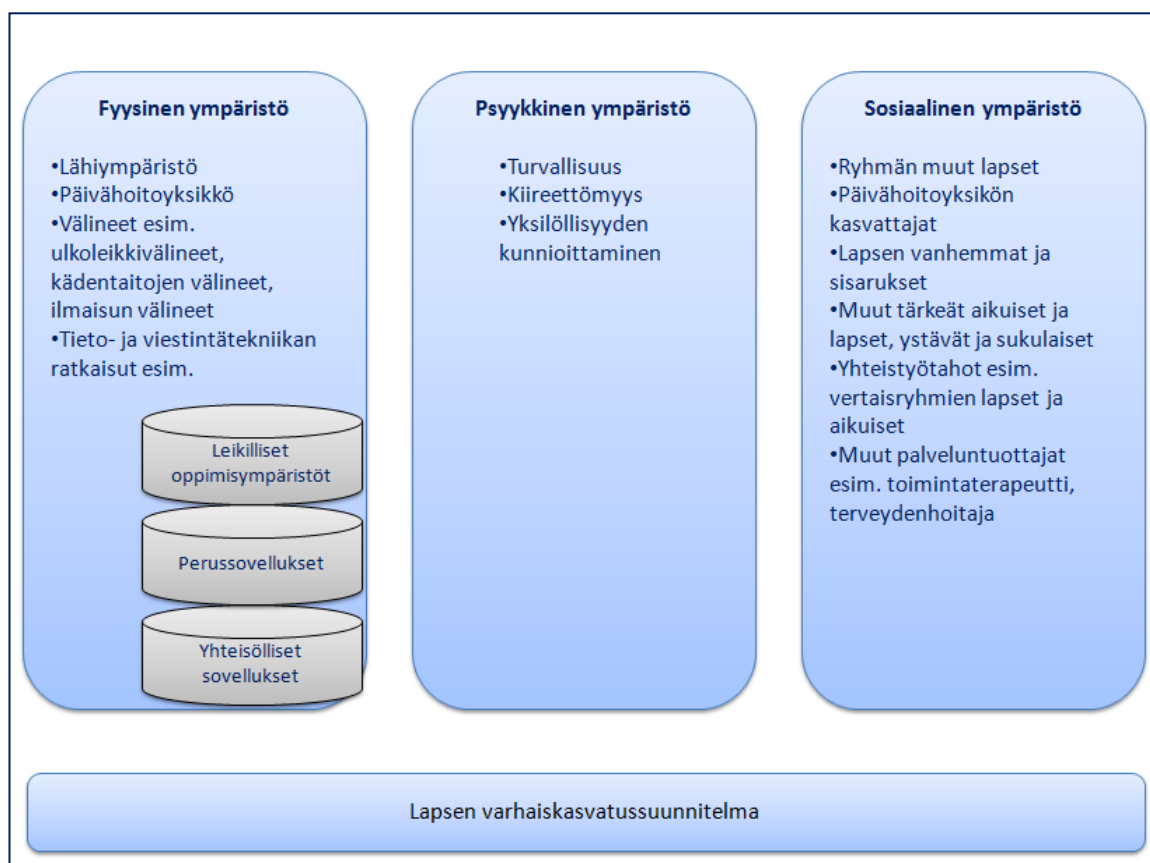 Fyysinen ympäristö
•Lähiympäristö
•Päivähoitoyksikkö
•Välineet esim.
ulkoleikkivälineet,
kädentaitojen välineet,
ilmaisun välineet
•Tieto- ja viestintätekniikan
ratkaisut esim.
Leikilliset
oppimisympäristöt
Perussovellukset
Yhteisölliset
sovellukset
Psyykkinen ympäristö
•Turvallisuus
•Kiireettömyys
•Yksilöllisyyden
kunnioittaminen
Sosiaalinen ympäristö
•Ryhmän muut lapset
•Päivähoitoyksikön
kasvattajat
•Lapsen vanhemmat ja
sisarukset
•Muut tärkeät aikuiset ja
lapset, ystävät ja sukulaiset
•Yhteistyötahot esim.
vertaisryhmien lapset ja
aikuiset
•Muut palveluntuottajat
esim. toimintaterapeutti,
terveydenhoitaja
Lapsen varhaiskasvatussuunnitelma